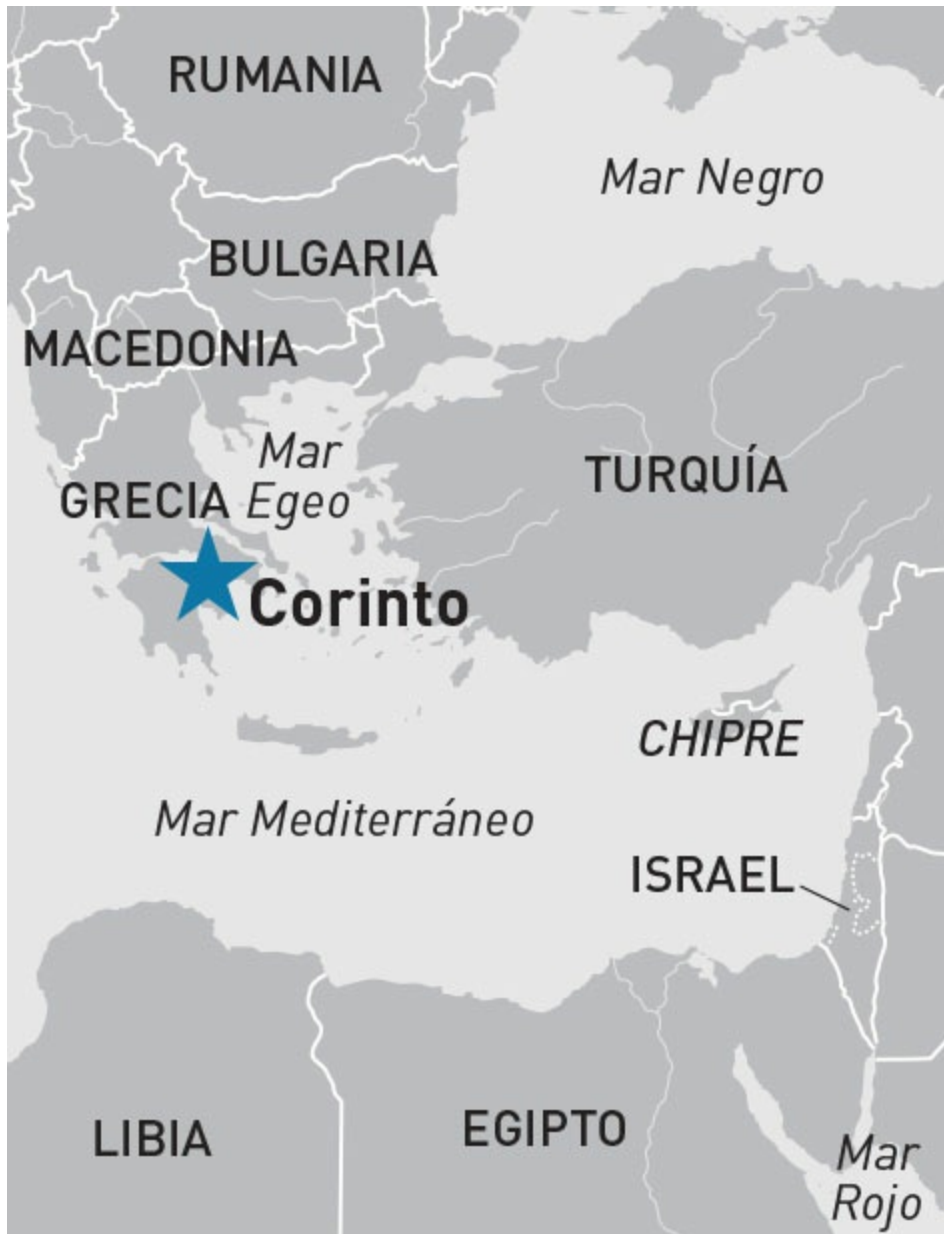 RUMANIA
Mar Negro
BULGARIA
MACEDONIA
Mar
Egeo
GRECIA
TURQUÍA
Corinto
CHIPRE
Mar Mediterráneo
ISRAEL
LIBIA
EGIPTO
Mar
Rojo